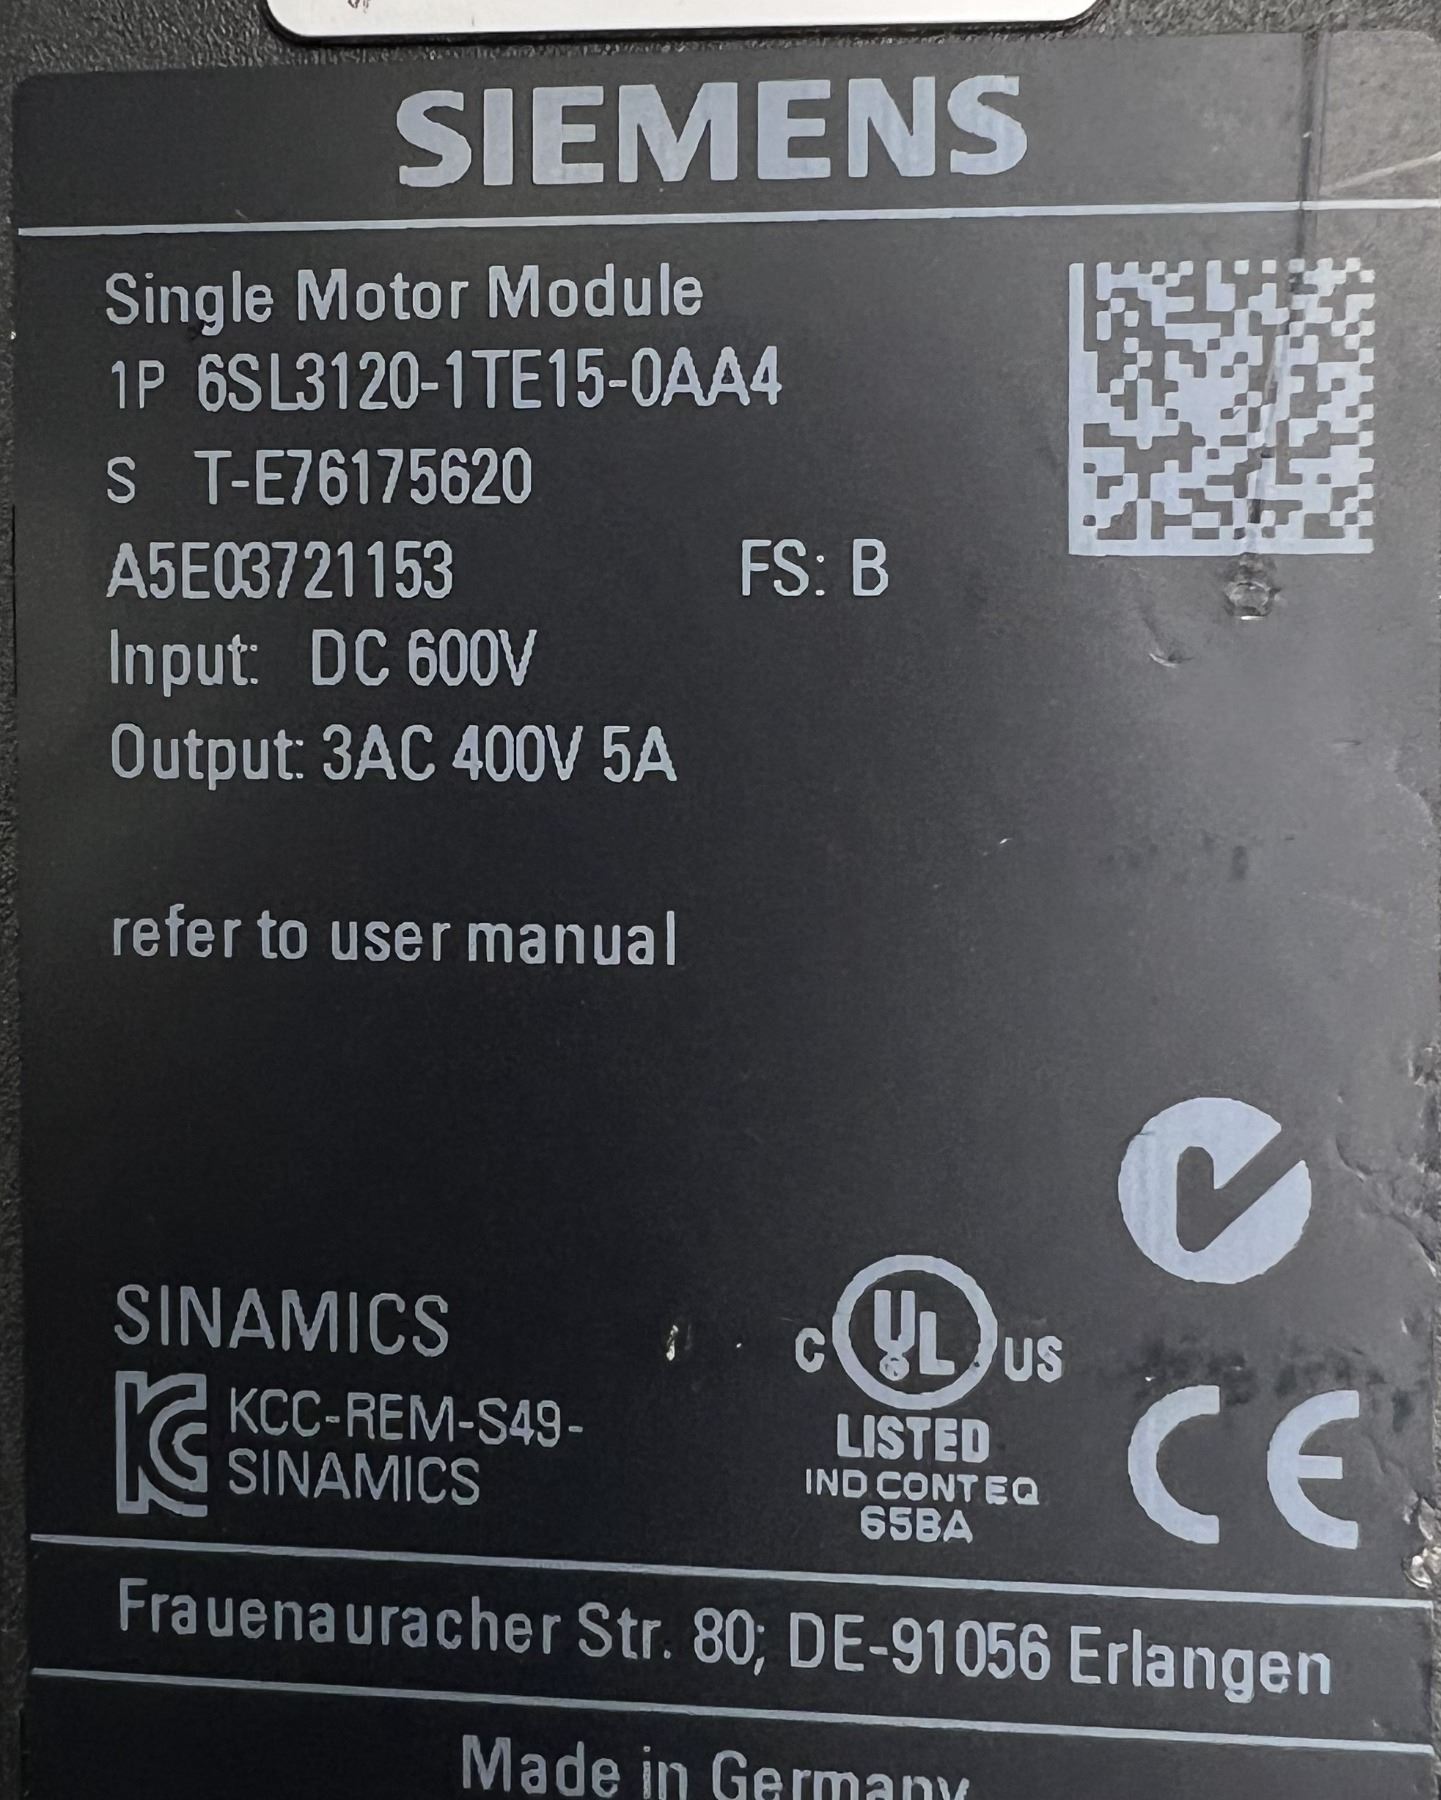 SIEMENS
Single Motor Module
1P 6SL3120-1TE15-0AA4
S T-E76175620
A5E03721153 FS: B
Input: DC 600V
Output: 3AC 400V 5A
refer to user manual
SINAMICS
KCC-REM-S49-
SINAMICS
C UL US
LISTED
IND CONT EQ
65BA
CE
Frauenauracher Str. 80; DE-91056 Erlangen
Made in Germany